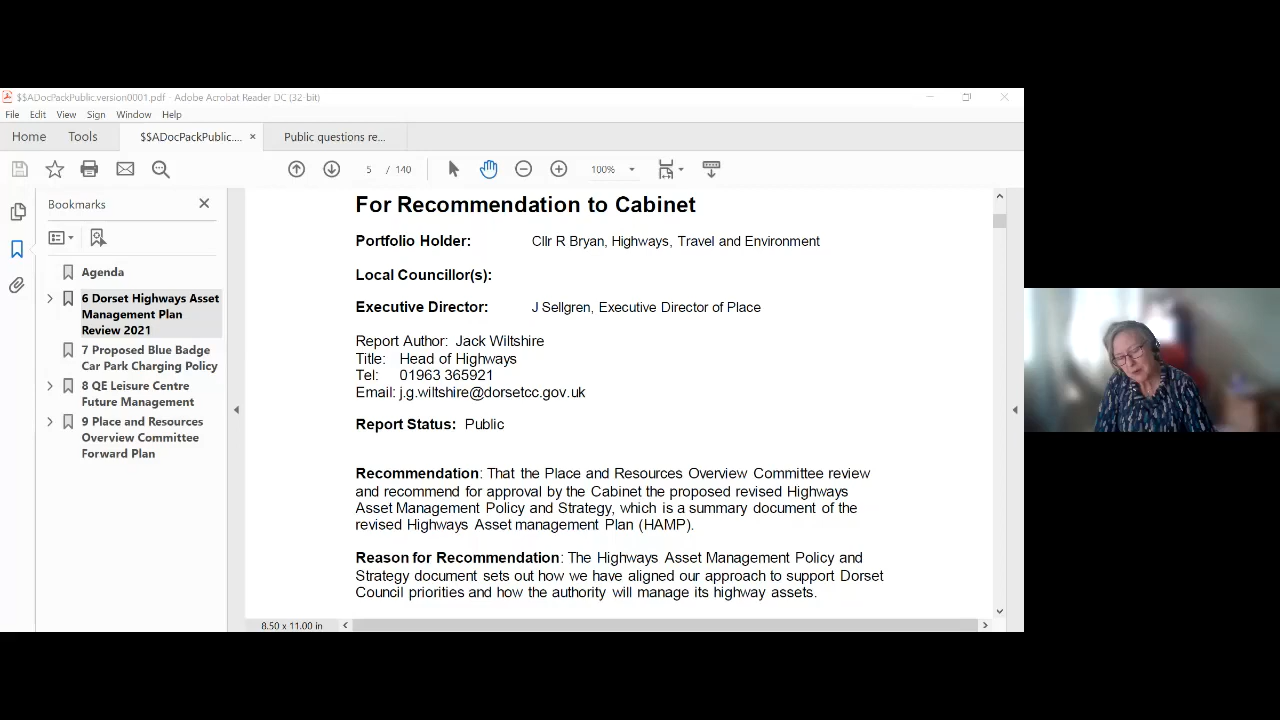 $$ADocPackPublic.version0001.pdf - Adobe Acrobat Reader DC (32-bit)
File Edit View Sign Window Help
Home Tools $$ADocPackPublic.... × Public questions re...
5 / 140 100%
Bookmarks
Agenda
6 Dorset Highways Asset
Management Plan
Review 2021
7 Proposed Blue Badge
Car Park Charging Policy
8 QE Leisure Centre
Future Management
9 Place and Resources
Overview Committee
Forward Plan
For Recommendation to Cabinet
Portfolio Holder: Cllr R Bryan, Highways, Travel and Environment
Local Councillor(s):
Executive Director: J Sellgren, Executive Director of Place
Report Author: Jack Wiltshire
Title: Head of Highways
Tel: 01963 365921
Email: j.g.wiltshire@dorsetcc.gov.uk
Report Status: Public
Recommendation: That the Place and Resources Overview Committee review
and recommend for approval by the Cabinet the proposed revised Highways
Asset Management Policy and Strategy, which is a summary document of the
revised Highways Asset management Plan (HAMP).
Reason for Recommendation: The Highways Asset Management Policy and
Strategy document sets out how we have aligned our approach to support Dorset
Council priorities and how the authority will manage its highway assets.
8.50 x 11.00 in